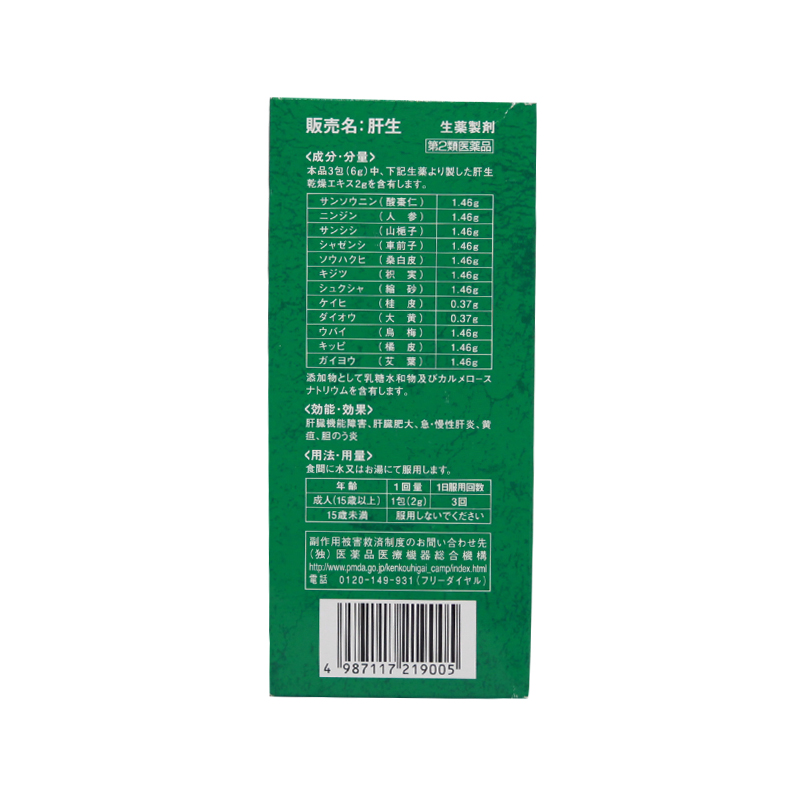 販売名：肝生 生薬製剤
第2類医薬品
〈成分・分量〉
本品3包(6g)中、下記生薬より製した肝生
乾燥エキス2gを含有します。
サンソウニン(酸棗仁) 1.46g
ニンジン (人参) 1.46g
サンシシ (山梔子) 1.46g
シャゼンシ (車前子) 1.46g
ソウハクヒ (桑白皮) 1.46g
キジツ (枳実) 1.46g
シュクシャ (縮砂) 1.46g
ケイヒ (桂皮) 0.37g
ダイオウ (大黄) 0.37g
ウバイ (烏梅) 1.46g
キッピ (橘皮) 1.46g
ガイヨウ (艾葉) 1.46g
添加物として乳糖水和物及びカルメロース
ナトリウムを含有します。
〈効能・効果〉
肝臓機能障害、肝臓肥大、急・慢性肝炎、黄
疸、胆のう炎
〈用法・用量〉
食間に水又はお湯にて服用します。
年齢 1回量 1日服用回数
成人(15歳以上) 1包(2g) 3回
15歳未満 服用しないでください
副作用被害救済制度のお問い合わせ先
(独)医薬品医療機器総合機構
http://www.pmda.go.jp/kenkouhigai_camp/index.html
電話 0120-149-931(フリーダイヤル)
4 987117 219005